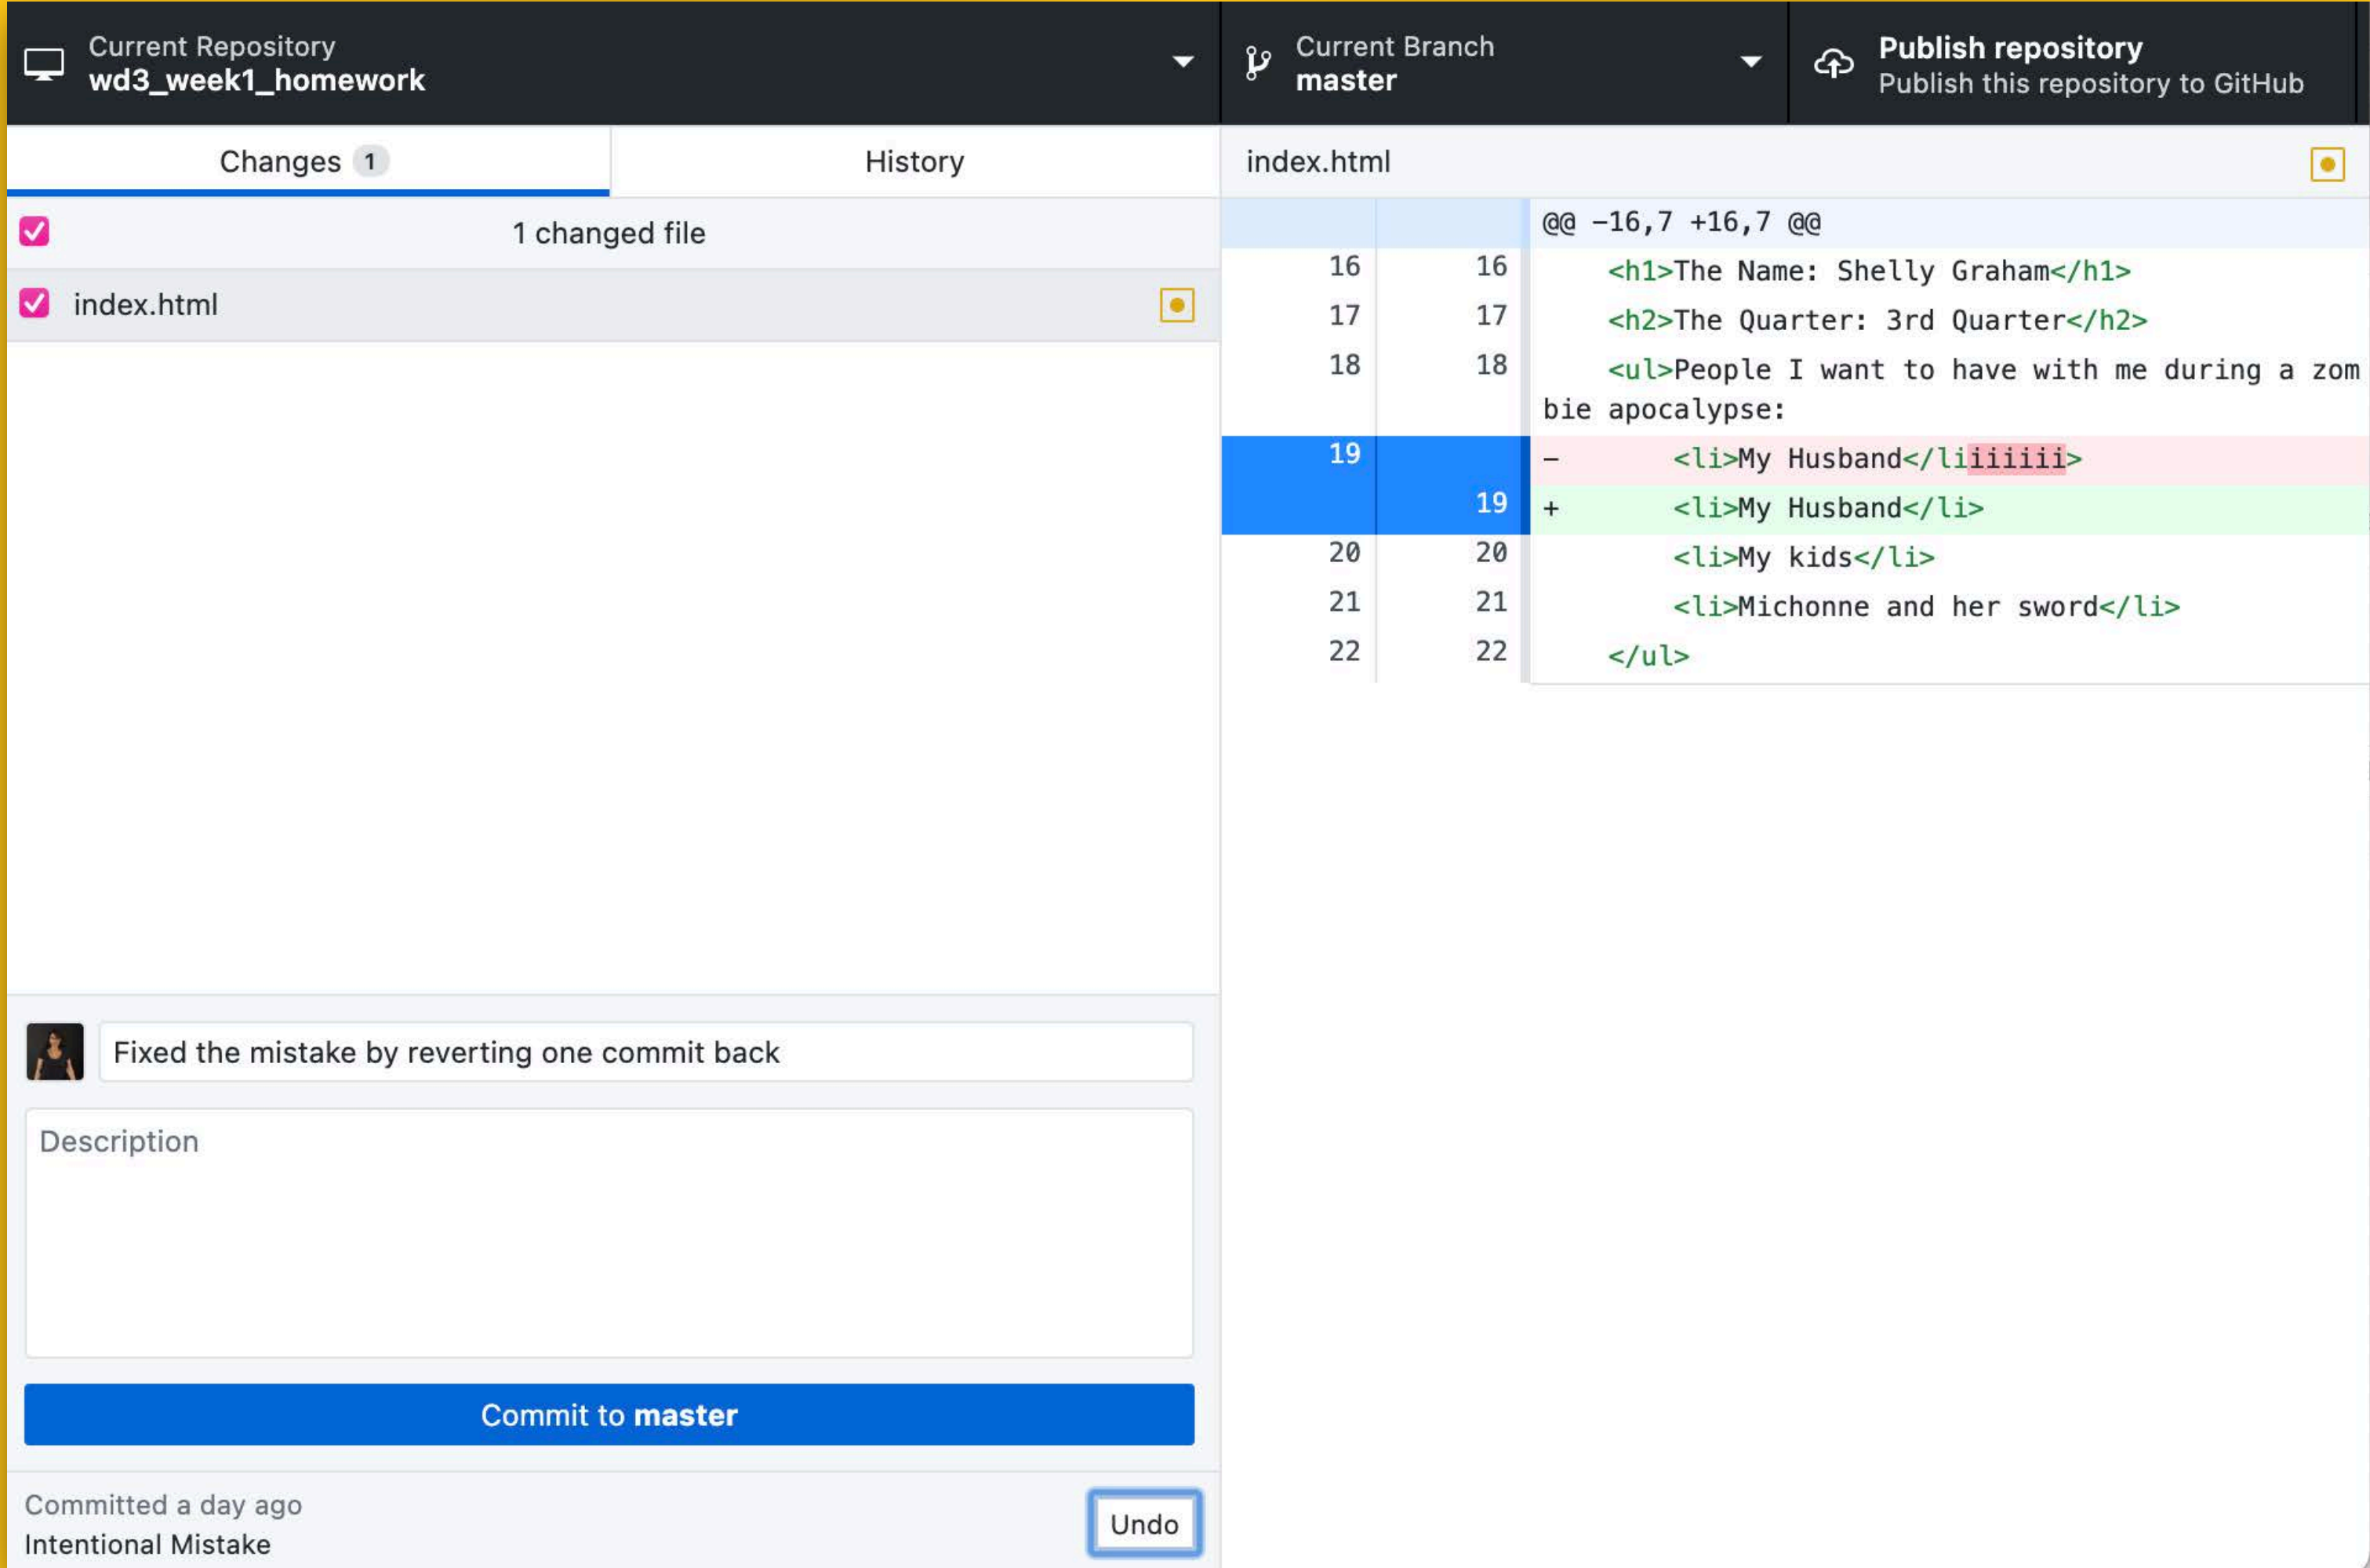 Current Repository
wd3_week1_homework
Current Branch
master
Publish repository
Publish this repository to GitHub
Changes 1
History
1 changed file
index.html
Fixed the mistake by reverting one commit back
Description
Commit to master
Committed a day ago
Intentional Mistake
Undo
index.html
@@ -16,7 +16,7 @@
16 16 <h1>The Name: Shelly Graham</h1>
17 17 <h2>The Quarter: 3rd Quarter</h2>
18 18 <ul>People I want to have with me during a zom
bie apocalypse:
19 - <li>My Husband</liiiiiiii>
19 + <li>My Husband</li>
20 20 <li>My kids</li>
21 21 <li>Michonne and her sword</li>
22 22 </ul>